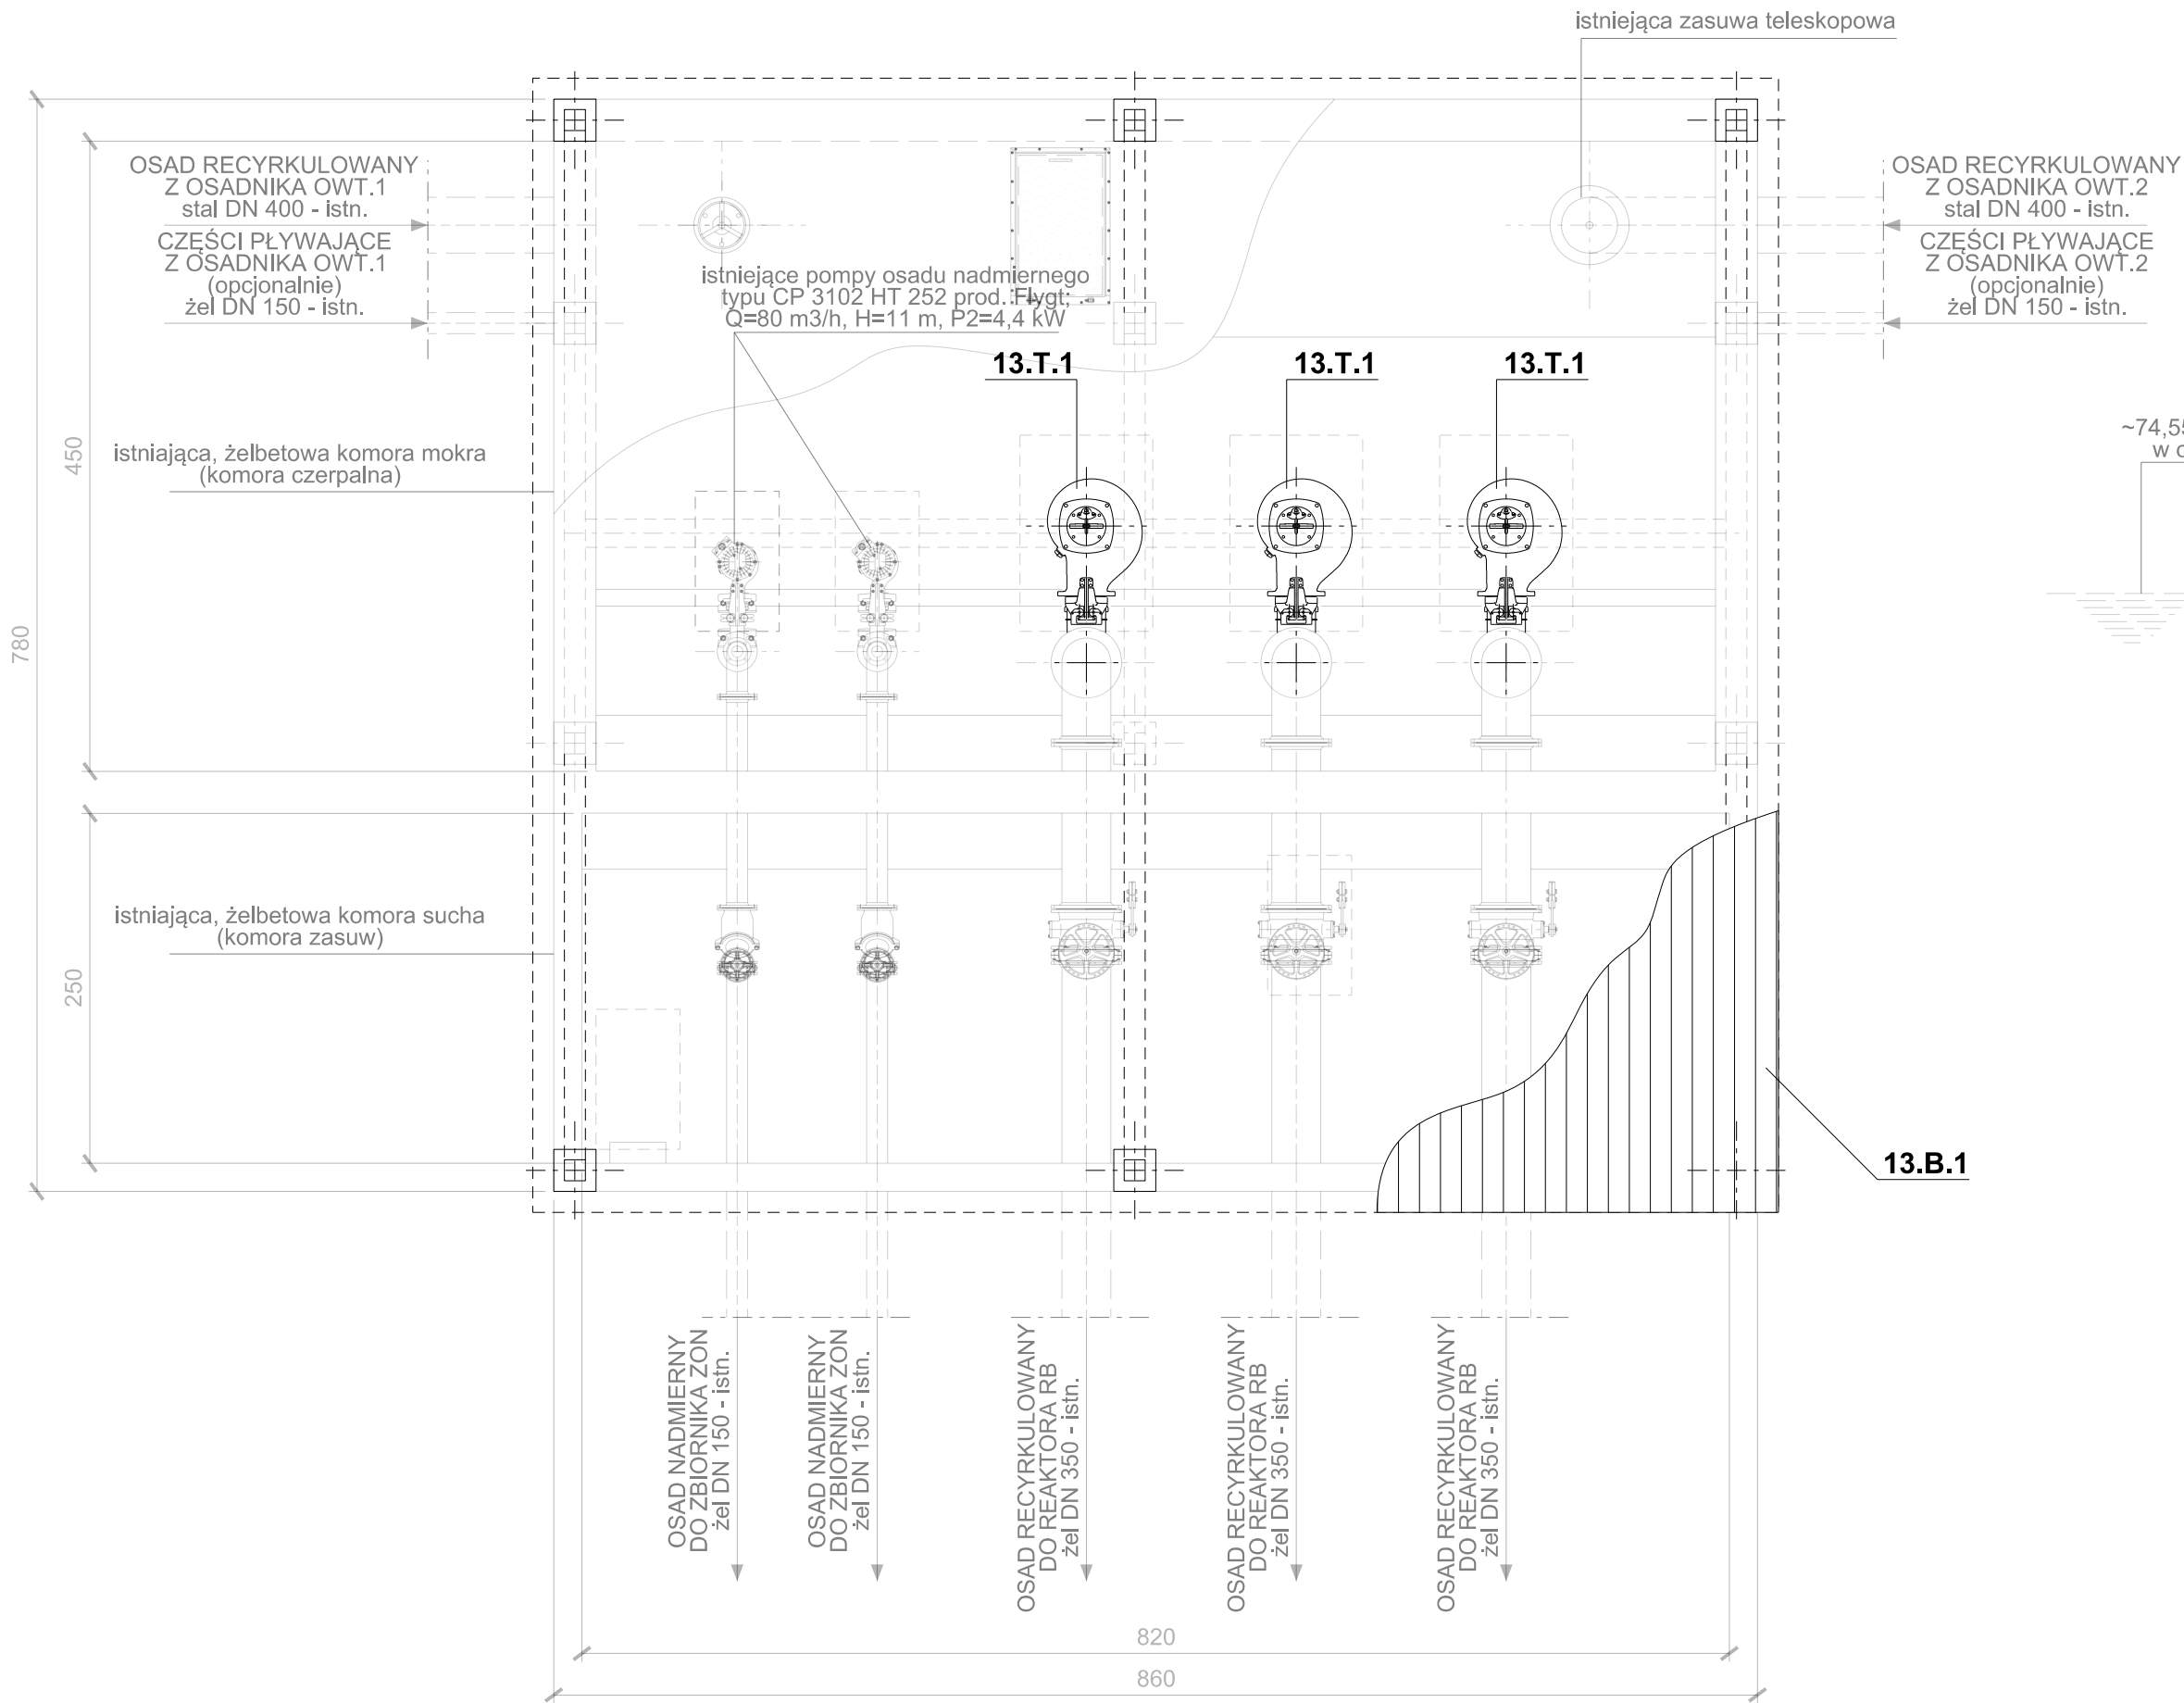 istniejąca zasuwa teleskopowa
OSAD RECYRKULOWANY
Z OSADNIKA OWT.1
stal DN 400 - istn.
CZĘŚCI PŁYWAJĄCE
Z OSADNIKA OWT.1
(opcjonalnie)
żel DN 150 - istn.
OSAD RECYRKULOWANY
Z OSADNIKA OWT.2
stal DN 400 - istn.
CZĘŚCI PŁYWAJĄCE
Z OSADNIKA OWT.2
(opcjonalnie)
żel DN 150 - istn.
istniejące pompy osadu nadmiernego
typu CP 3102 HT 252 prod. Flygt;
Q=80 m3/h, H=11 m, P2=4,4 kW
13.T.1
13.T.1
13.T.1
~74,55
w o
450
780
250
istniająca, żelbetowa komora mokra
(komora czerpalna)
istniająca, żelbetowa komora sucha
(komora zasuw)
13.B.1
OSAD NADMIERNY
DO ZBIORNIKA ZON
żel DN 150 - istn.
OSAD NADMIERNY
DO ZBIORNIKA ZON
żel DN 150 - istn.
OSAD RECYRKULOWANY
DO REAKTORA RB
żel DN 350 - istn.
OSAD RECYRKULOWANY
DO REAKTORA RB
żel DN 350 - istn.
OSAD RECYRKULOWANY
DO REAKTORA RB
żel DN 350 - istn.
820
860